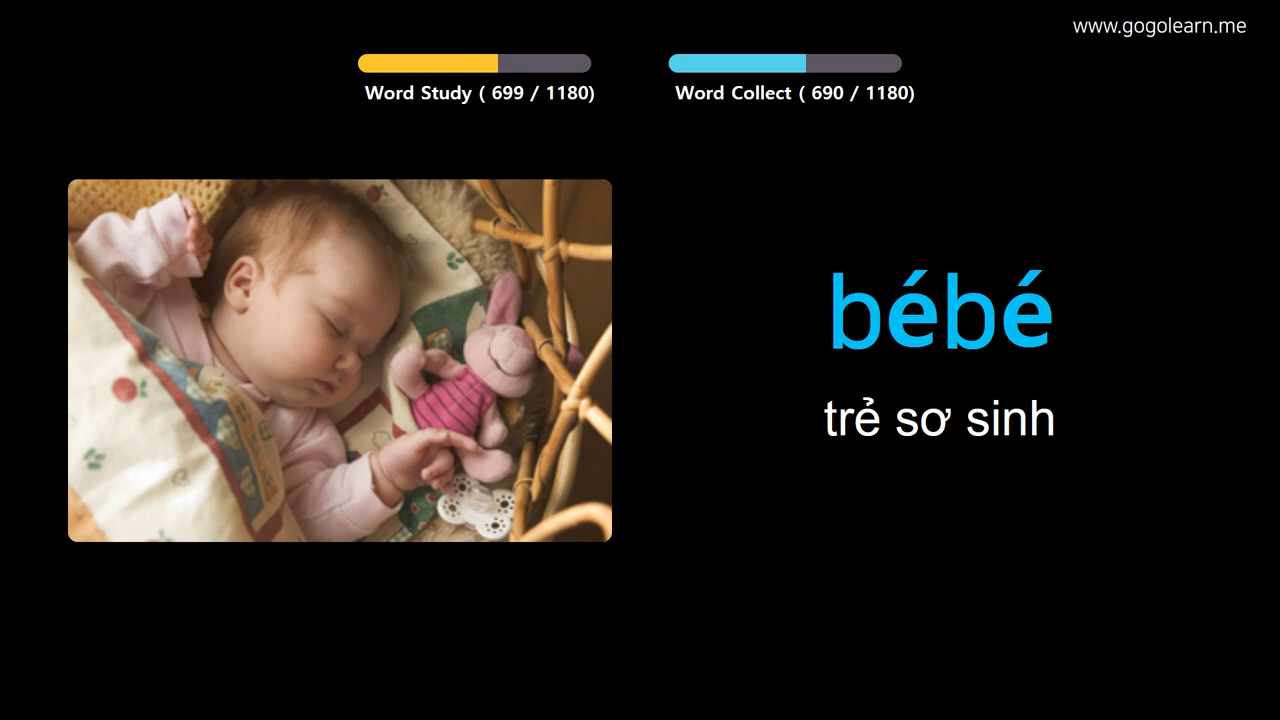 www.gogolearn.me
Word Study ( 699 / 1180)
Word Collect ( 690 / 1180)
bébé
trẻ sơ sinh